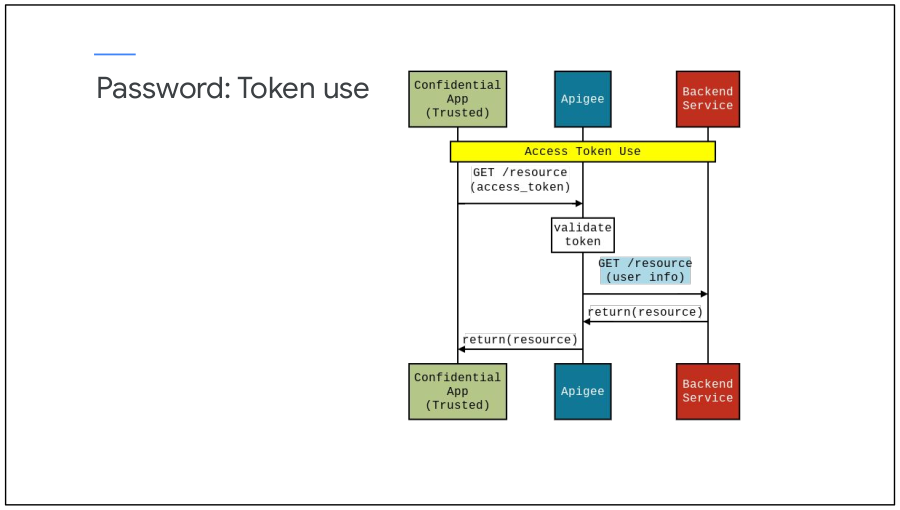 Password: Token use
Confidential
App
(Trusted)
Apigee
Backend
Service
Access Token Use
GET /resource
(access_token)
validate
token
GET /resource
(user info)
return(resource)
return(resource)
Confidential
App
(Trusted)
Apigee
Backend
Service